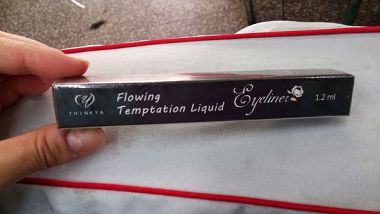 THINKYA
Flowing
Temptation Liquid
Eyeliner
1.2 ml